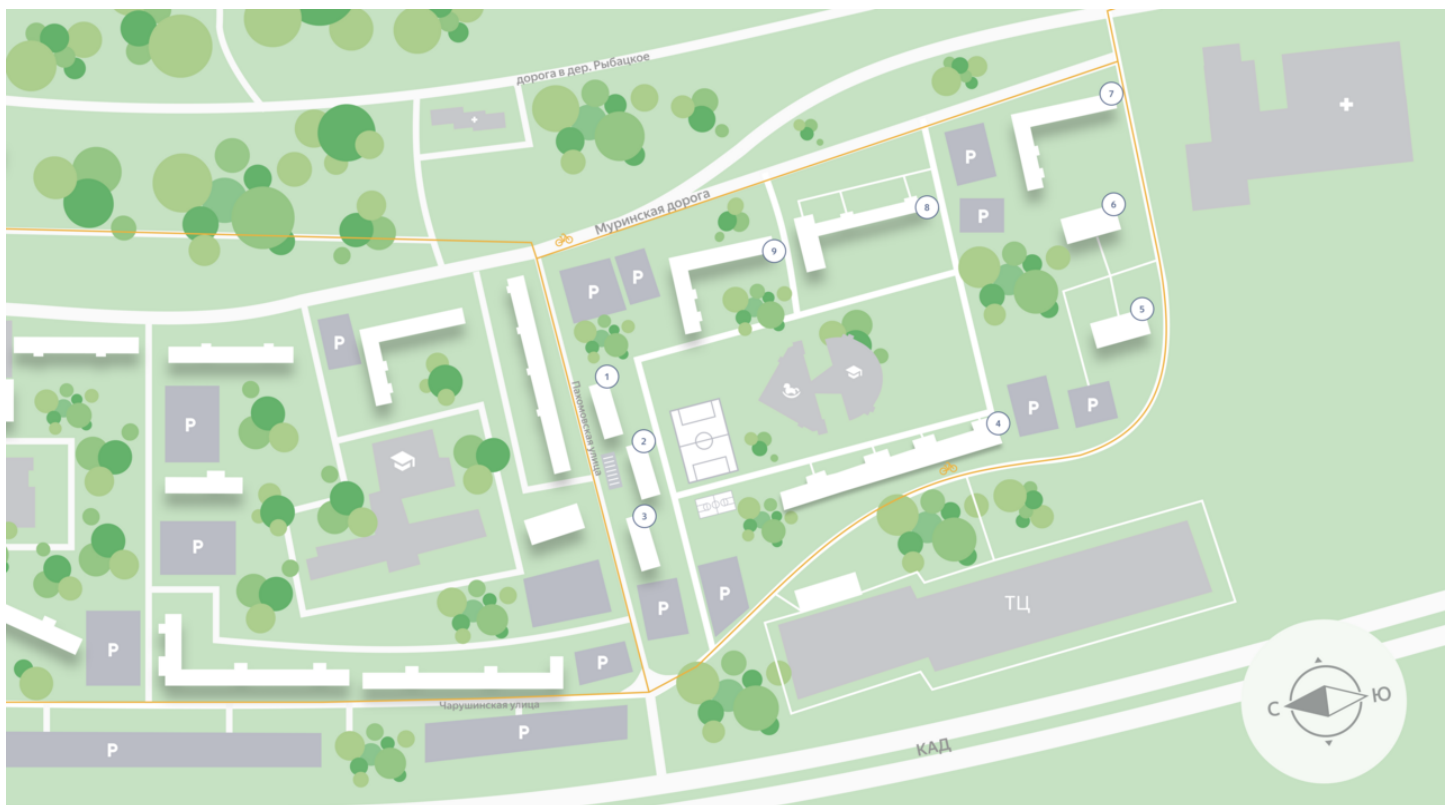 дорога в дер. Рыбацкое
7
P
6
Муринская дорога
8
P
9
P
P
5
P
1
Пахомовская улица
P
P
P
4
2
3
P
P
P
P
ТЦ
P
P
Чарушинская улица
P
P
КАД
С
Ю